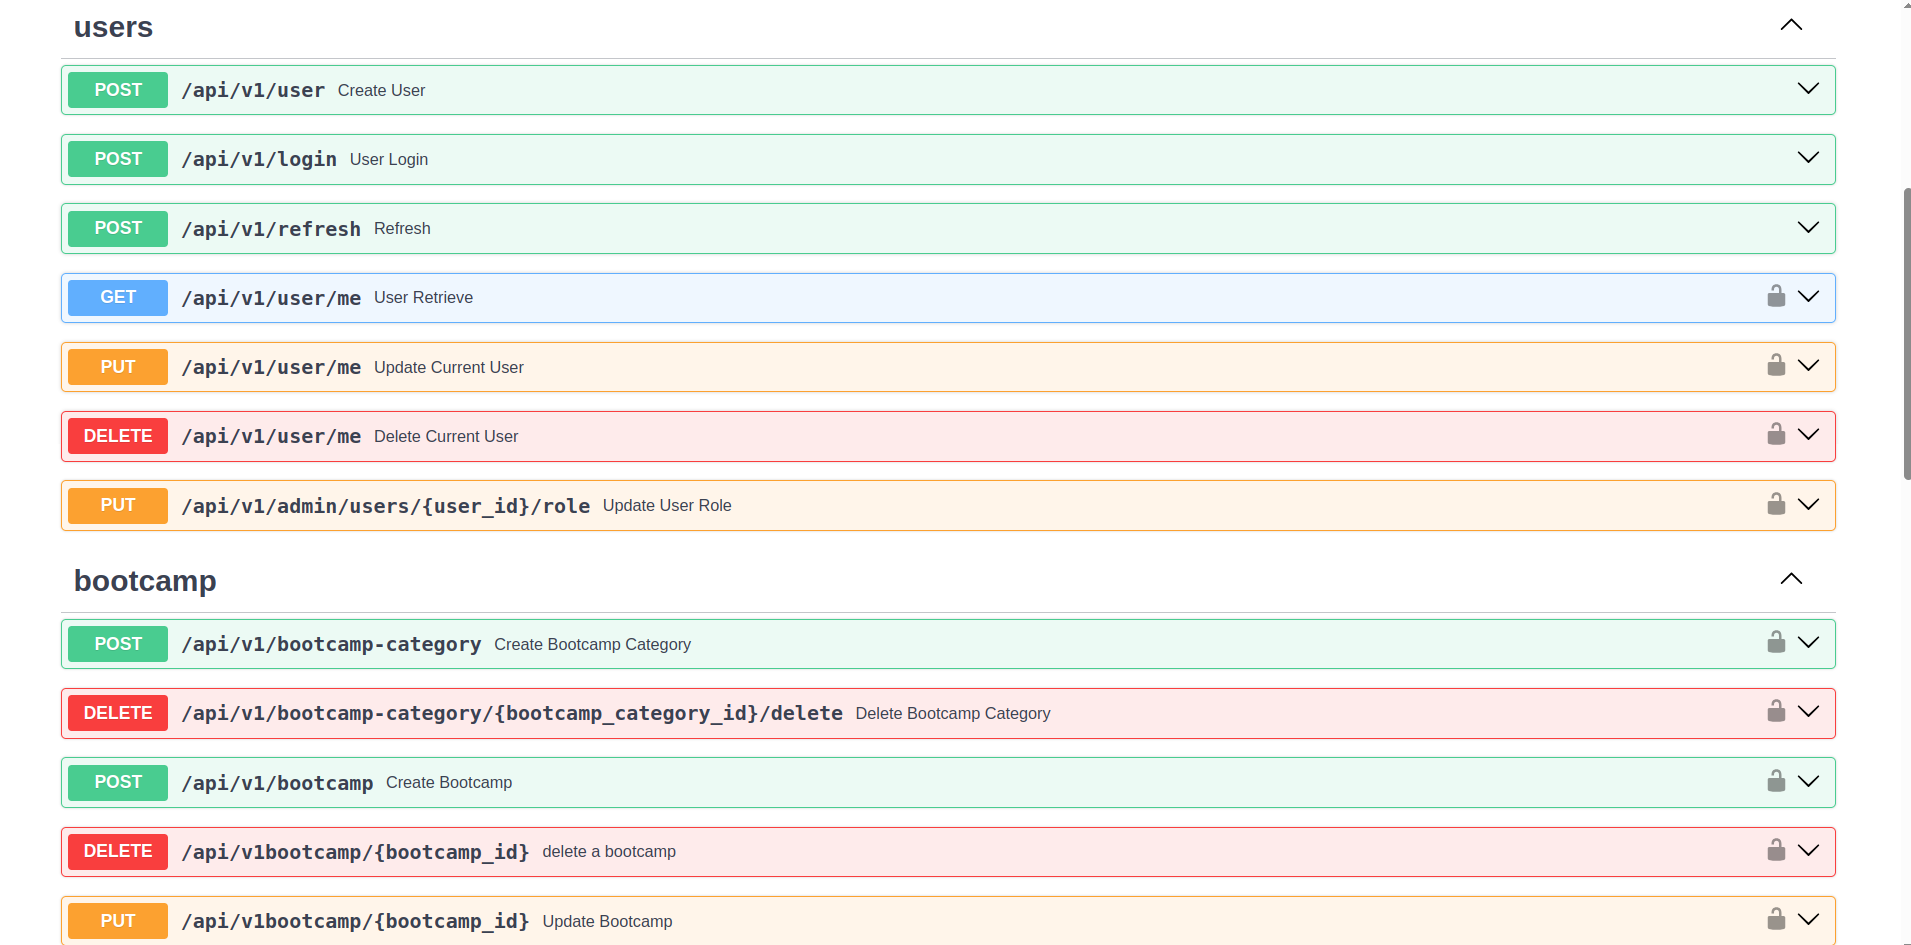 users
POST /api/v1/user Create User
POST /api/v1/login User Login
POST /api/v1/refresh Refresh
GET /api/v1/user/me User Retrieve
PUT /api/v1/user/me Update Current User
DELETE /api/v1/user/me Delete Current User
PUT /api/v1/admin/users/{user_id}/role Update User Role
bootcamp
POST /api/v1/bootcamp-category Create Bootcamp Category
DELETE /api/v1/bootcamp-category/{bootcamp_category_id}/delete Delete Bootcamp Category
POST /api/v1/bootcamp Create Bootcamp
DELETE /api/v1bootcamp/{bootcamp_id} delete a bootcamp
PUT /api/v1bootcamp/{bootcamp_id} Update Bootcamp